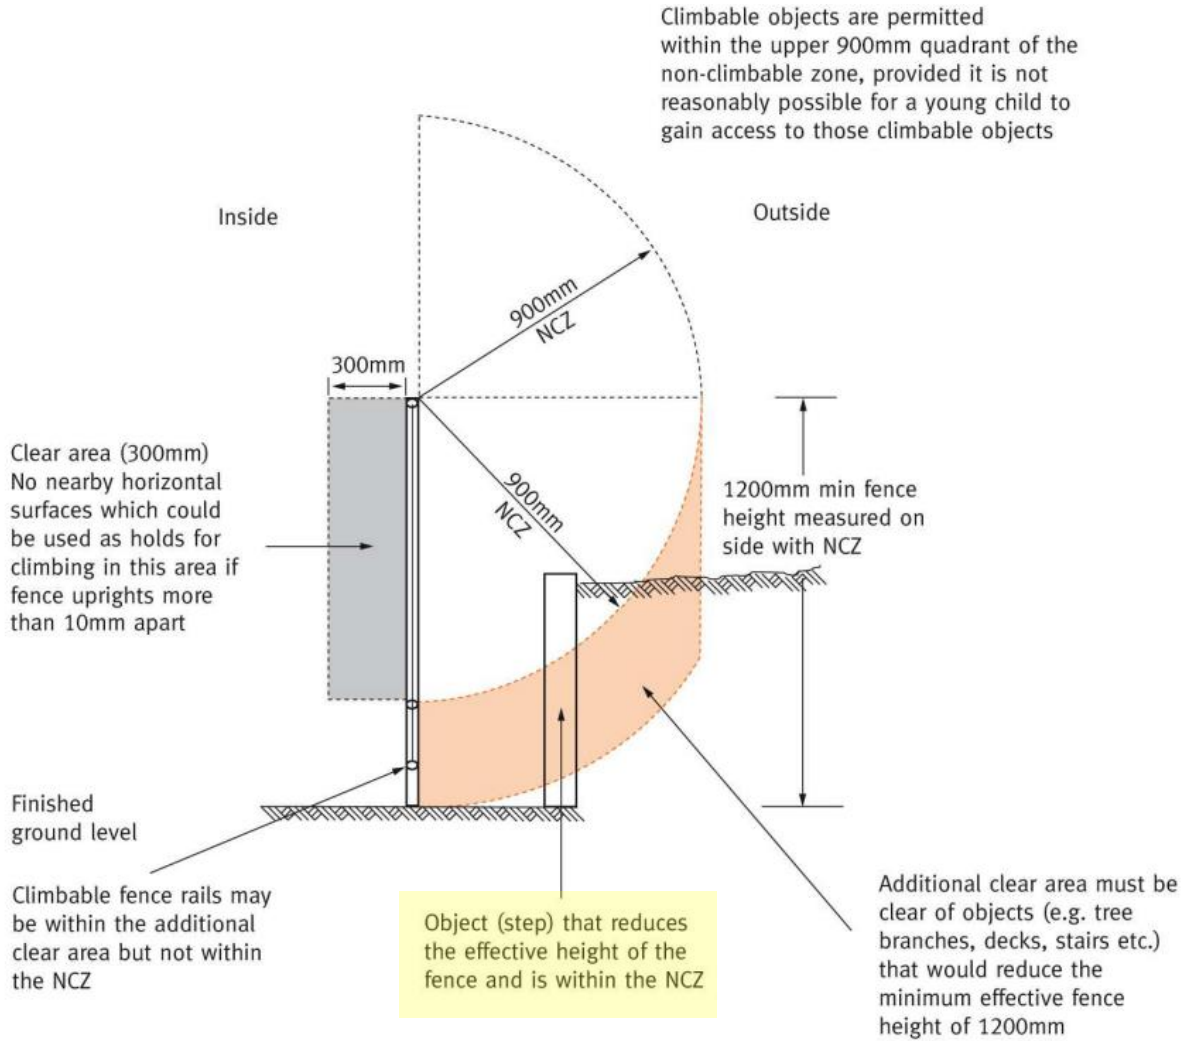 Climbable objects are permitted
within the upper 900mm quadrant of the
non-climbable zone, provided it is not
reasonably possible for a young child to
gain access to those climbable objects
Inside
Outside
900mm
NCZ
300mm
Clear area (300mm)
No nearby horizontal
surfaces which could
be used as holds for
climbing in this area if
fence uprights more
than 10mm apart
900mm
NCZ
1200mm min fence
height measured on
side with NCZ
Finished
ground level
Climbable fence rails may
be within the additional
clear area but not within
the NCZ
Object (step) that reduces
the effective height of the
fence and is within the NCZ
Additional clear area must be
clear of objects (e.g. tree
branches, decks, stairs etc.)
that would reduce the
minimum effective fence
height of 1200mm